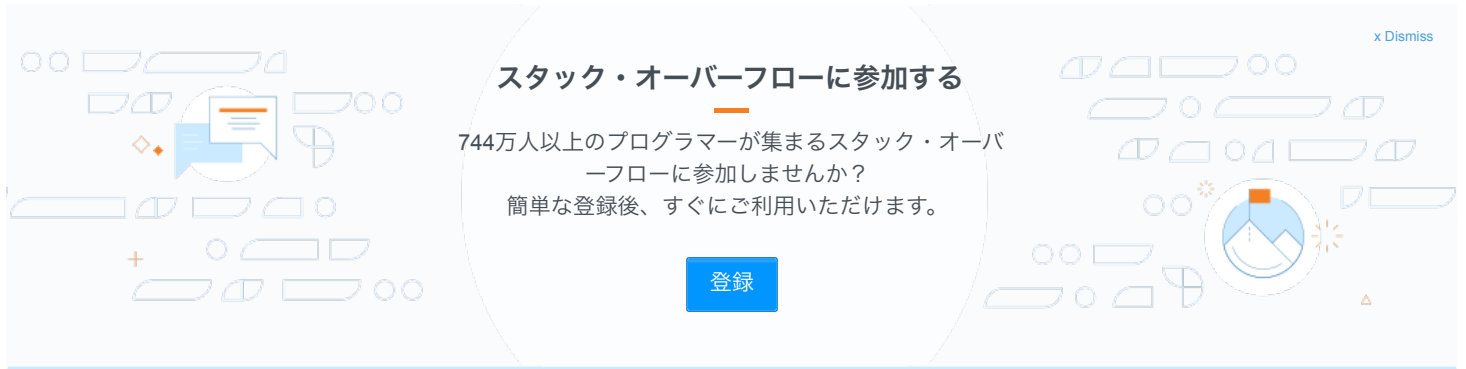 x Dismiss
スタック・オーバーフローに参加する
744万人以上のプログラマーが集まるスタック・オーバ
ーフローに参加しませんか？
簡単な登録後、すぐにご利用いただけます。
登録